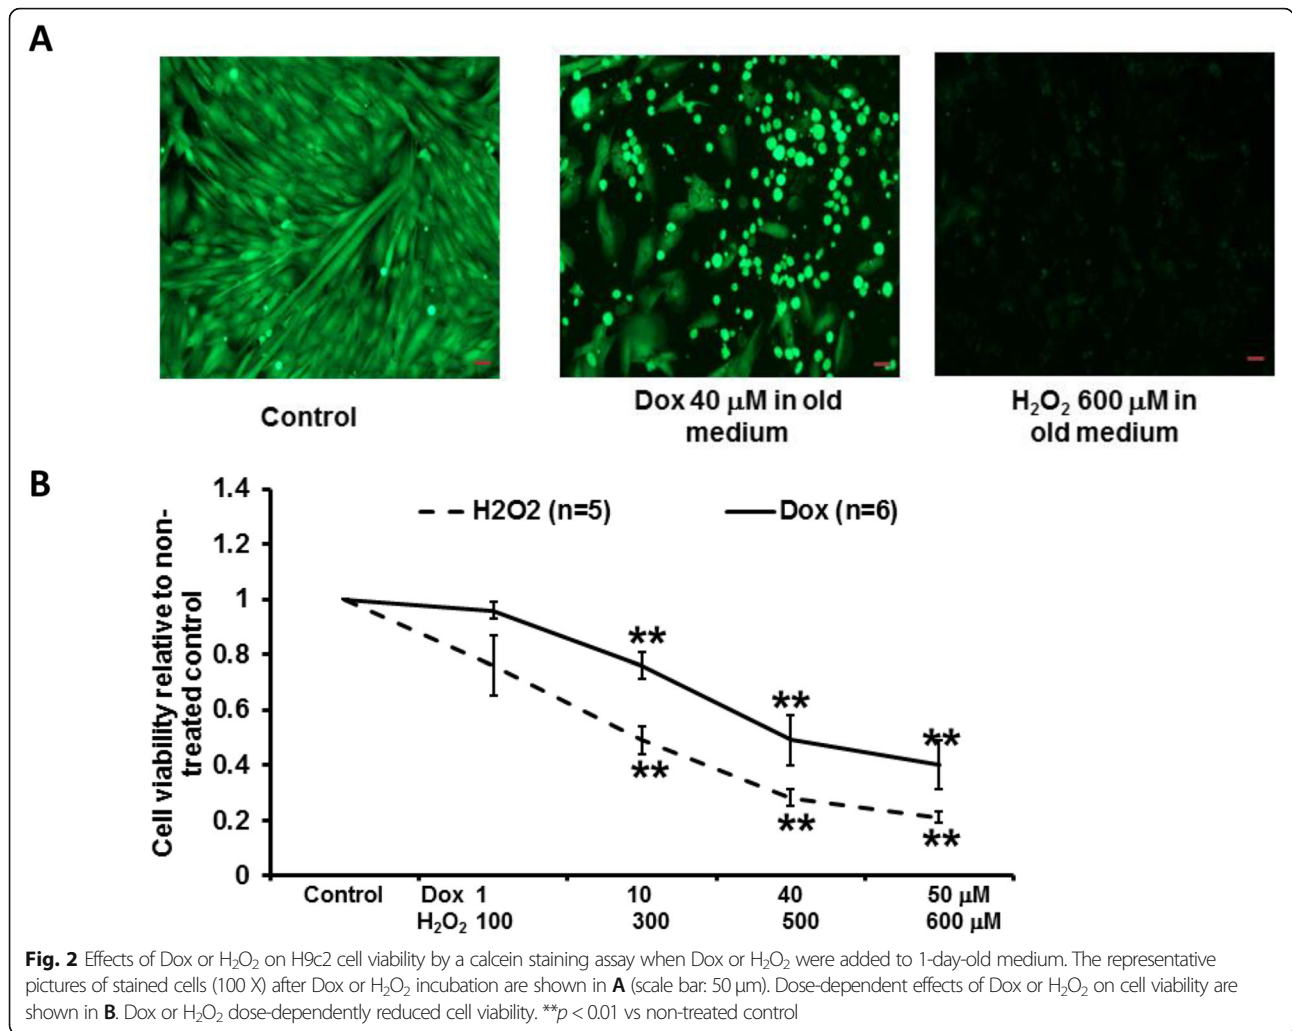 A
Control
Dox 40 μM in old
medium
H₂O₂ 600 μM in
old medium
B
Cell viability relative to non-
treated control
1.4
1.2
1
0.8
0.6
0.4
0.2
0
H2O2 (n=5)
Dox (n=6)
**
**
**
**
**
**
Control Dox 1 10 40 50 μM
H₂O₂ 100 300 500 600 μM
Fig. 2 Effects of Dox or H₂O₂ on H9c2 cell viability by a calcein staining assay when Dox or H₂O₂ were added to 1-day-old medium. The representative
pictures of stained cells (100 X) after Dox or H₂O₂ incubation are shown in A (scale bar: 50 μm). Dose-dependent effects of Dox or H₂O₂ on cell viability are
shown in B. Dox or H₂O₂ dose-dependently reduced cell viability. **p < 0.01 vs non-treated control